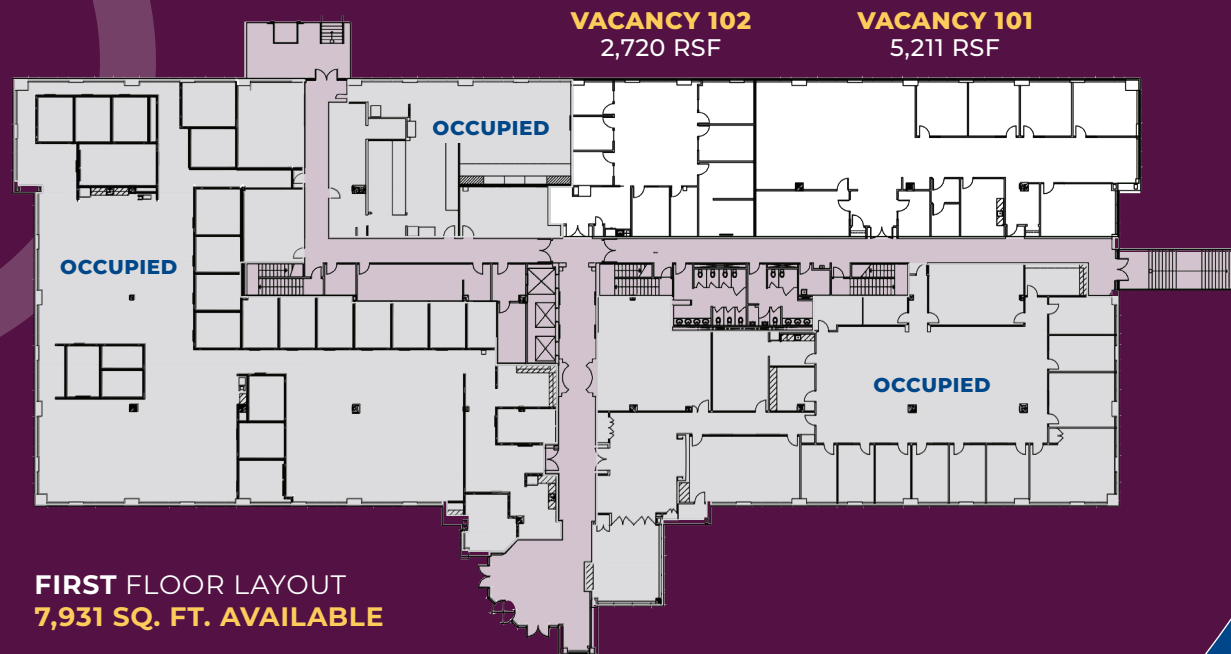 VACANCY 102
2,720 RSF
VACANCY 101
5,211 RSF
OCCUPIED
OCCUPIED
OCCUPIED
FIRST FLOOR LAYOUT
7,931 SQ. FT. AVAILABLE